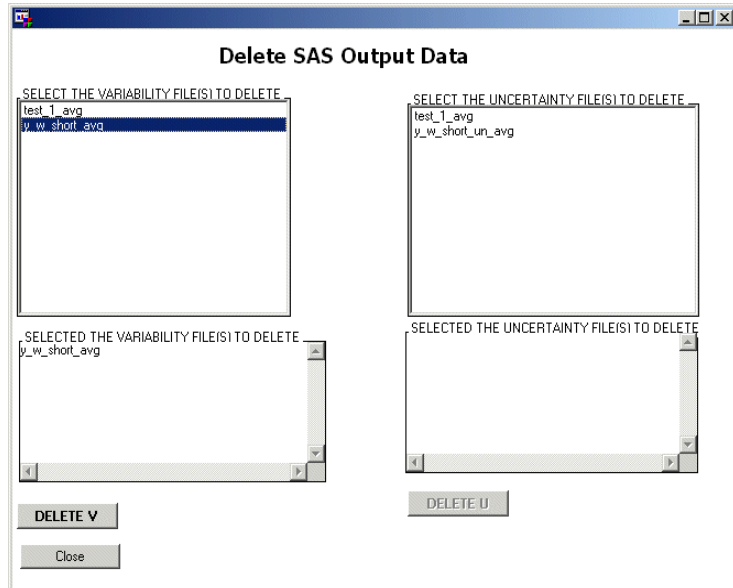 Delete SAS Output Data
SELECT THE VARIABILITY FILE(S) TO DELETE
test_1_avg
y_w_short_avg
SELECT THE UNCERTAINTY FILE(S) TO DELETE
test_1_avg
y_w_short_un_avg
SELECTED THE VARIABILITY FILE(S) TO DELETE
y_w_short_avg
SELECTED THE UNCERTAINTY FILE(S) TO DELETE
DELETE V
DELETE U
Close